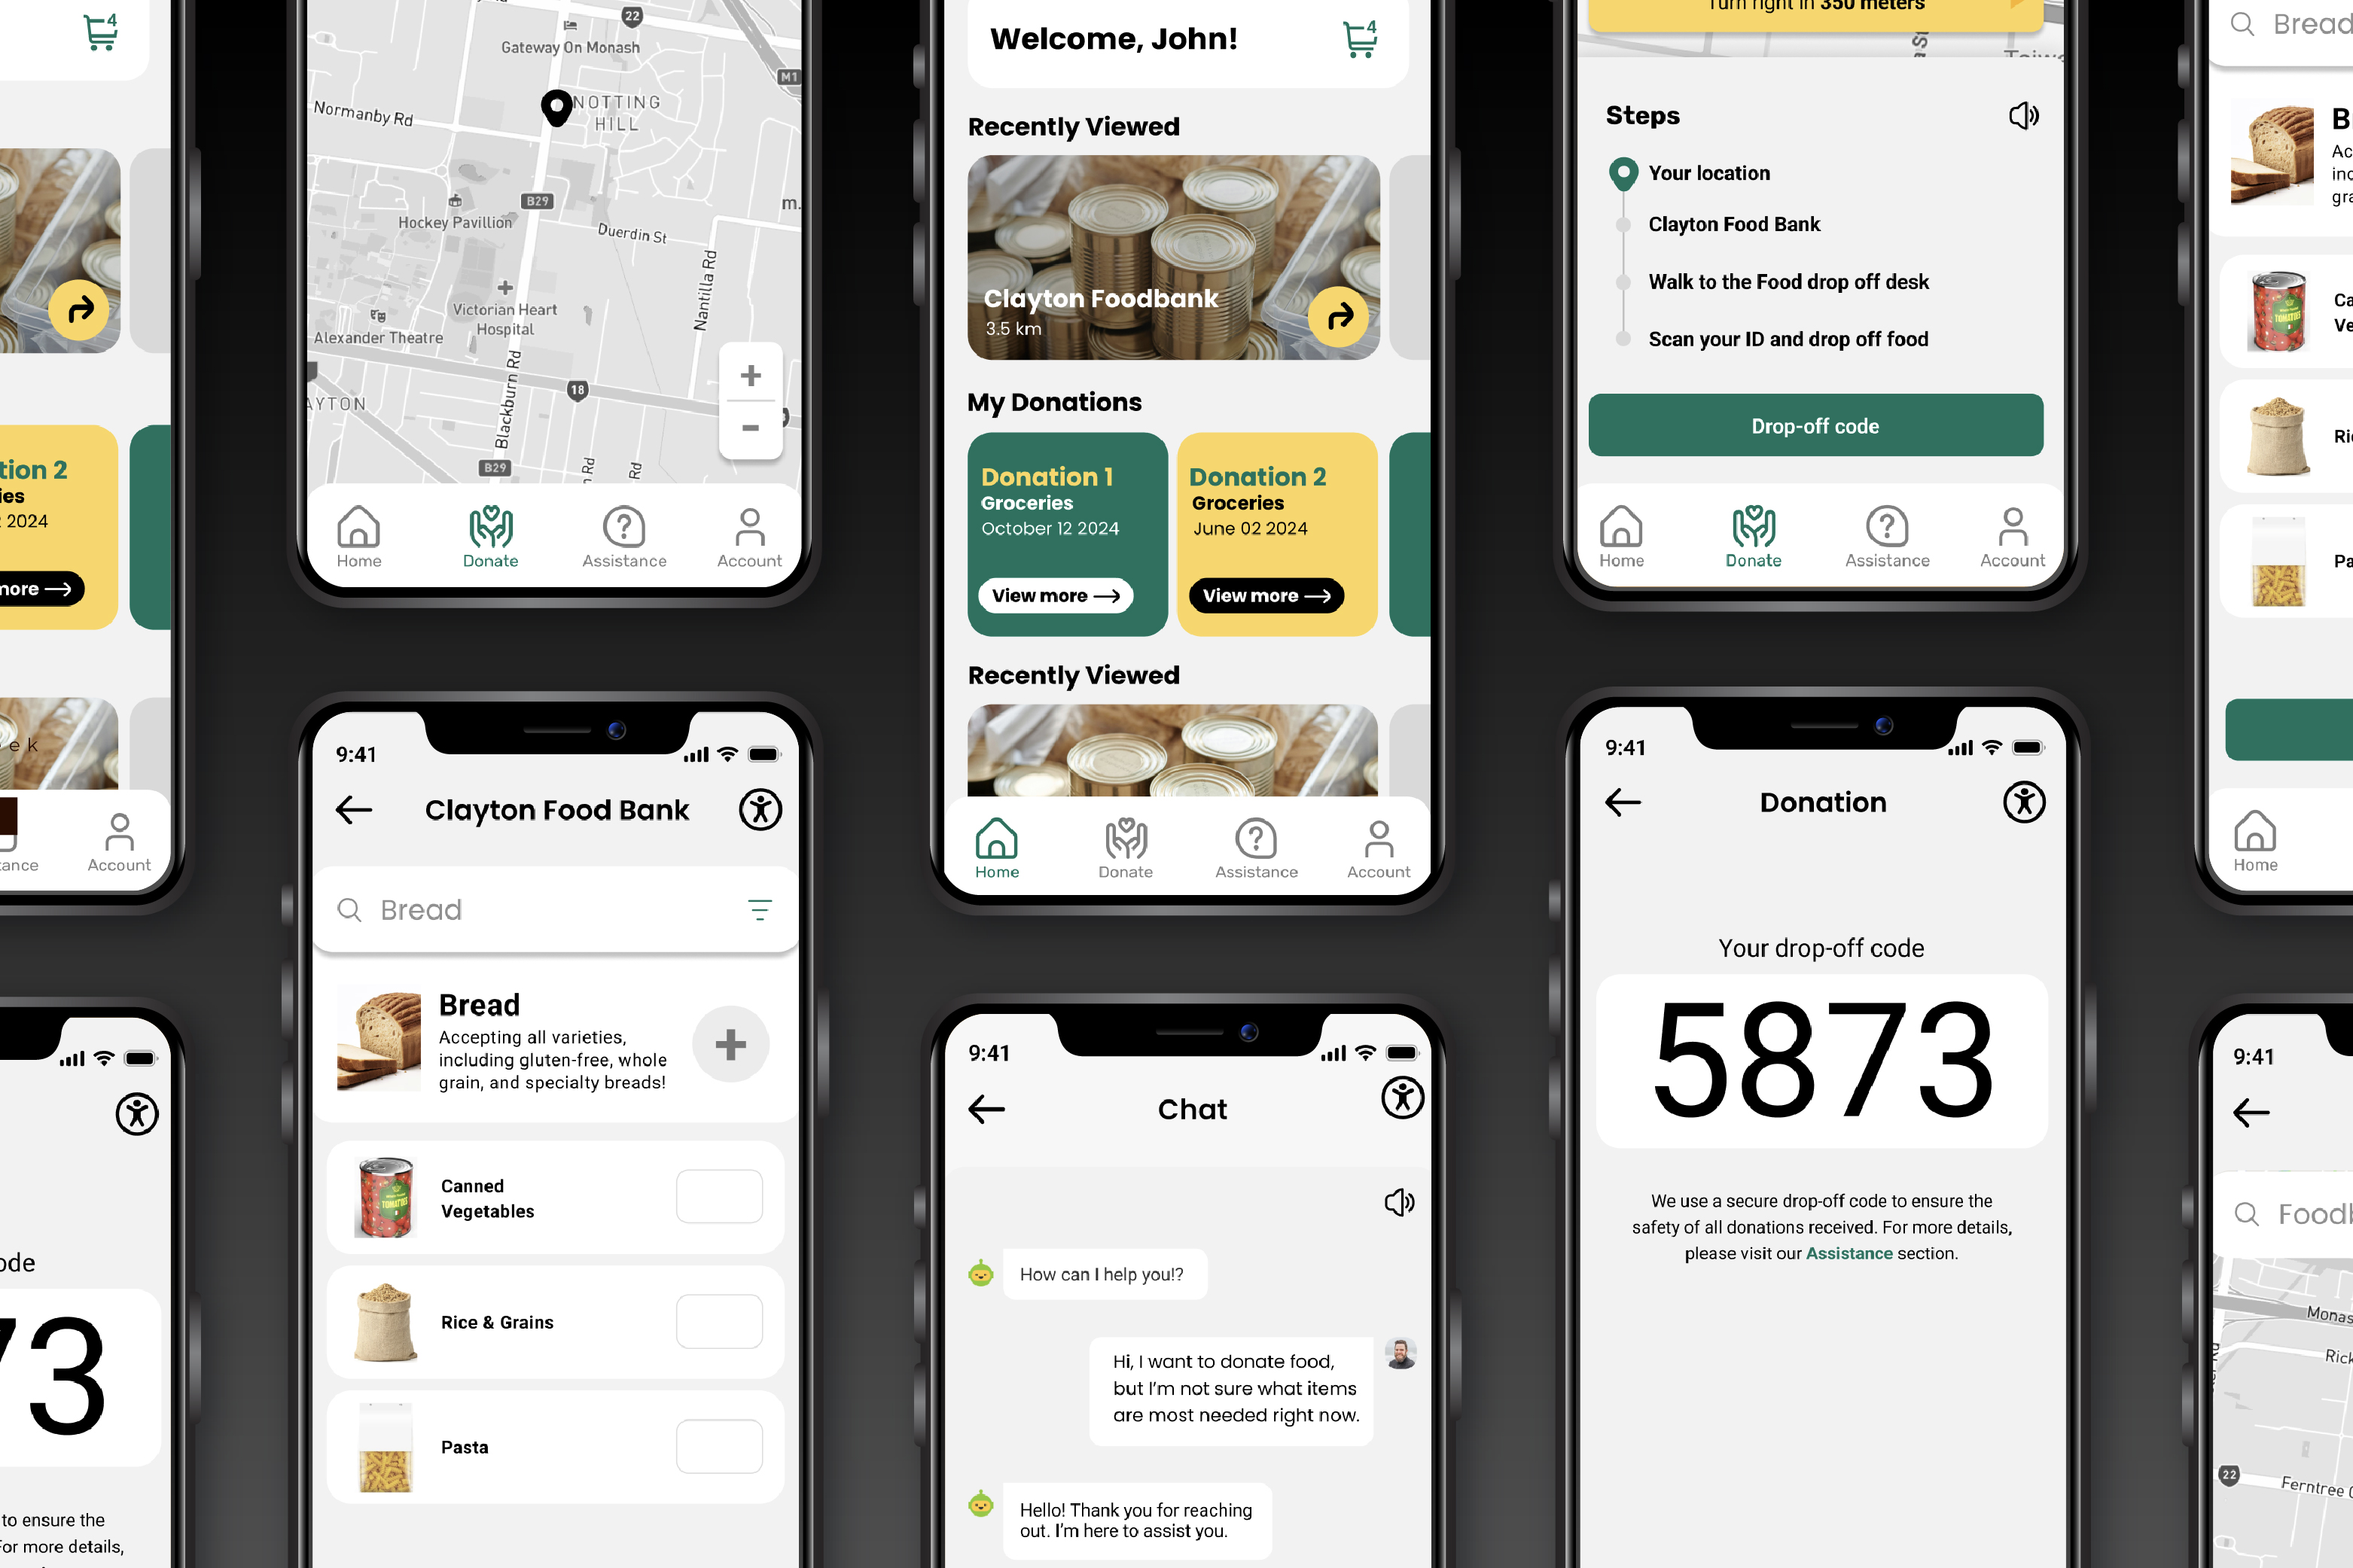 4
tion 2
ies
2024
more
ek
tance
Account
ode
73
to ensure the
For more details,
22
Gateway On Monash
M1
NOTTING
HILL
Normanby Rd
B29
Hockey Pavillion
Duerdin St
m.
Nantilla Rd
Victorian Heart
Hospital
Alexander Theatre
18
AYTON
Blackburn Rd
B29
Rd
Rd
+
−
Home
Donate
Assistance
Account
9:41
Clayton Food Bank
Bread
Bread
Accepting all varieties,
including gluten-free, whole
grain, and specialty breads!
Canned
Vegetables
TOMATOES
Rice & Grains
Pasta
Welcome, John!
4
Recently Viewed
Clayton Foodbank
3.5 km
My Donations
Donation 1
Groceries
October 12 2024
View more
Donation 2
Groceries
June 02 2024
View more
Recently Viewed
Home
Donate
Assistance
Account
9:41
Chat
How can I help you!?
Hi, I want to donate food,
but I'm not sure what items
are most needed right now.
Hello! Thank you for reaching
out. I'm here to assist you.
Turn right in 350 meters
Steps
Your location
Clayton Food Bank
Walk to the Food drop off desk
Scan your ID and drop off food
Drop-off code
Home
Donate
Assistance
Account
9:41
Donation
Your drop-off code
5873
We use a secure drop-off code to ensure the
safety of all donations received. For more details,
please visit our Assistance section.
Bread
B
Ac
inc
gra
Ca
Ve
TOMATOES
Ri
Pa
Home
9:41
Foodb
Monas
Rick
22
Ferntree